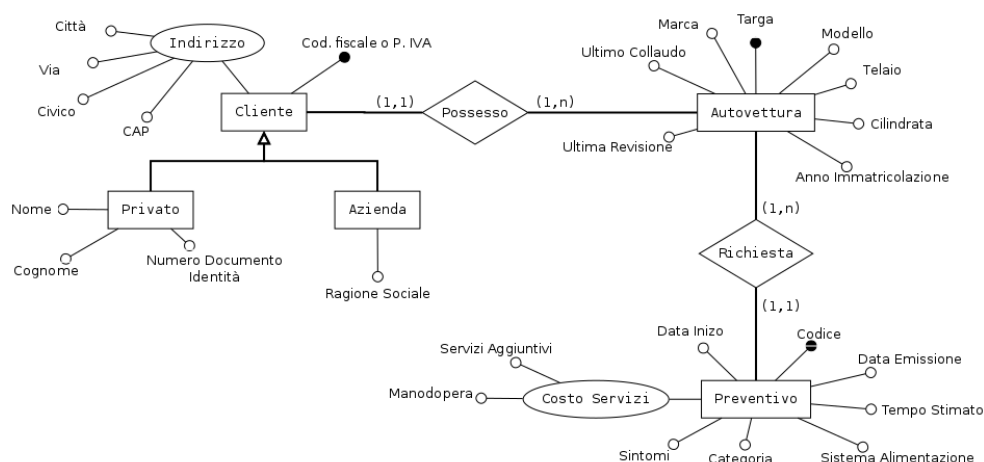 Città
Indirizzo
Cod. fiscale o P. IVA
Via
Civico
CAP
Cliente
(1,1)
Possesso
(1,n)
Marca
Targa
Modello
Ultimo Collaudo
Telaio
Autovettura
Cilindrata
Ultima Revisione
Anno Immatricolazione
Nome
Privato
Azienda
Cognome
Numero Documento
Identità
Ragione Sociale
(1,n)
Richiesta
(1,1)
Data Inizo
Codice
Servizi Aggiuntivi
Data Emissione
Manodopera
Costo Servizi
Preventivo
Tempo Stimato
Sintomi
Categoria
Sistema Alimentazione